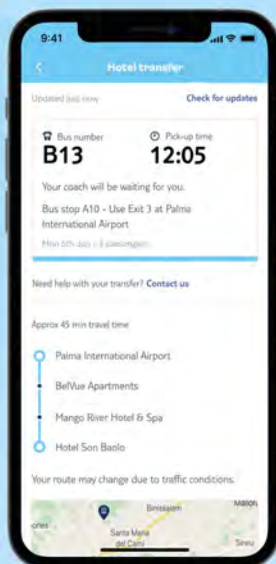 9:41
Hotel transfer
Updated just now
Check for updates
Bus number
Pick-up time
B13
12:05
Your coach will be waiting for you.
Bus stop A10 - Use Exit 3 at Palma
International Airport
Need help with your transfer? Contact us
Approx 45 min travel time
Palma International Airport
BelVue Apartments
Mango River Hotel & Spa
Hotel Son Baolo
Your route may change due to traffic conditions.
Binissalem
Santa Maria
del Camí
Sineu